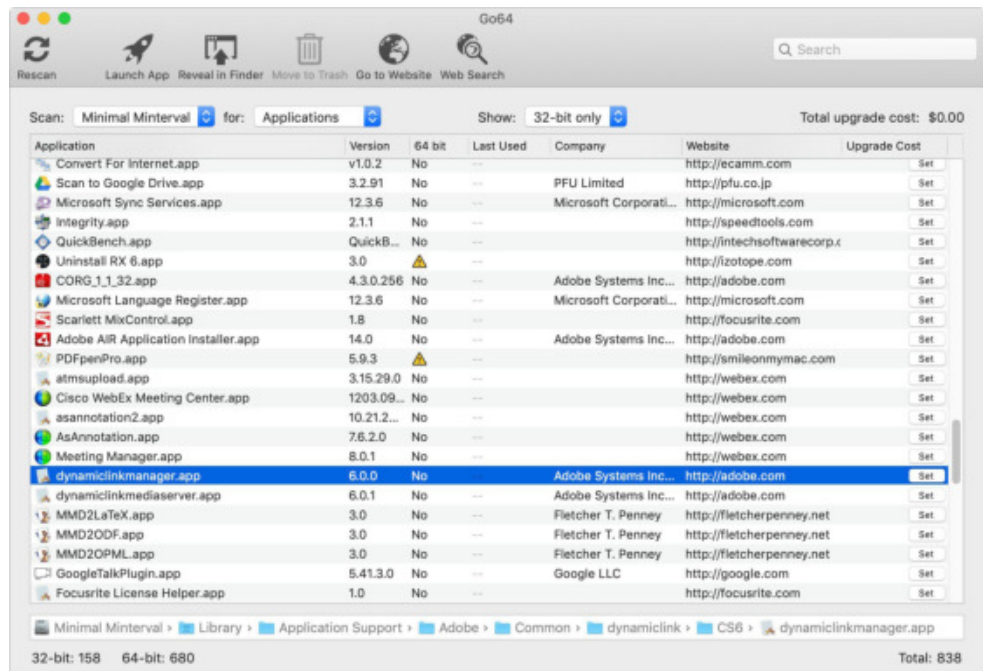 Go64
Rescan Launch App Reveal in Finder Move to Trash Go to Website Web Search Search
Scan: Minimal Minterval for: Applications Show: 32-bit only Total upgrade cost: $0.00
Application Version 64 bit Last Used Company Website Upgrade Cost
Convert For Internet.app v1.0.2 No -- http://ecamm.com Set
Scan to Google Drive.app 3.2.91 No -- PFU Limited http://pfu.co.jp Set
Microsoft Sync Services.app 12.3.6 No -- Microsoft Corporati... http://microsoft.com Set
Integrity.app 2.1.1 No -- http://speedtools.com Set
QuickBench.app QuickB... No -- http://intechsoftwarecorp.c Set
Uninstall RX 6.app 3.0 -- http://izotope.com Set
CORG_1_1_32.app 4.3.0.256 No -- Adobe Systems Inc... http://adobe.com Set
Microsoft Language Register.app 12.3.6 No -- Microsoft Corporati... http://microsoft.com Set
Scarlett MixControl.app 1.8 No -- http://focusrite.com Set
Adobe AIR Application Installer.app 14.0 No -- Adobe Systems Inc... http://adobe.com Set
PDFpenPro.app 5.9.3 -- http://smileonmymac.com Set
atmsupload.app 3.15.29.0 No -- http://webex.com Set
Cisco WebEx Meeting Center.app 1203.09... No -- http://webex.com Set
asannotation2.app 10.21.2... No -- http://webex.com Set
AsAnnotation.app 7.6.2.0 No -- http://webex.com Set
Meeting Manager.app 8.0.1 No -- http://webex.com Set
dynamiclinkmanager.app 6.0.0 No -- Adobe Systems Inc... http://adobe.com Set
dynamiclinkmediaserver.app 6.0.1 No -- Adobe Systems Inc... http://adobe.com Set
MMD2LaTeX.app 3.0 No -- Fletcher T. Penney http://fletcherpenney.net Set
MMD2ODF.app 3.0 No -- Fletcher T. Penney http://fletcherpenney.net Set
MMD2OPML.app 3.0 No -- Fletcher T. Penney http://fletcherpenney.net Set
GoogleTalkPlugin.app 5.41.3.0 No -- Google LLC http://google.com Set
Focusrite License Helper.app 1.0 No -- http://focusrite.com Set
Minimal Minterval › Library › Application Support › Adobe › Common › dynamiclink › CS6 › dynamiclinkmanager.app
32-bit: 158 64-bit: 680 Total: 838